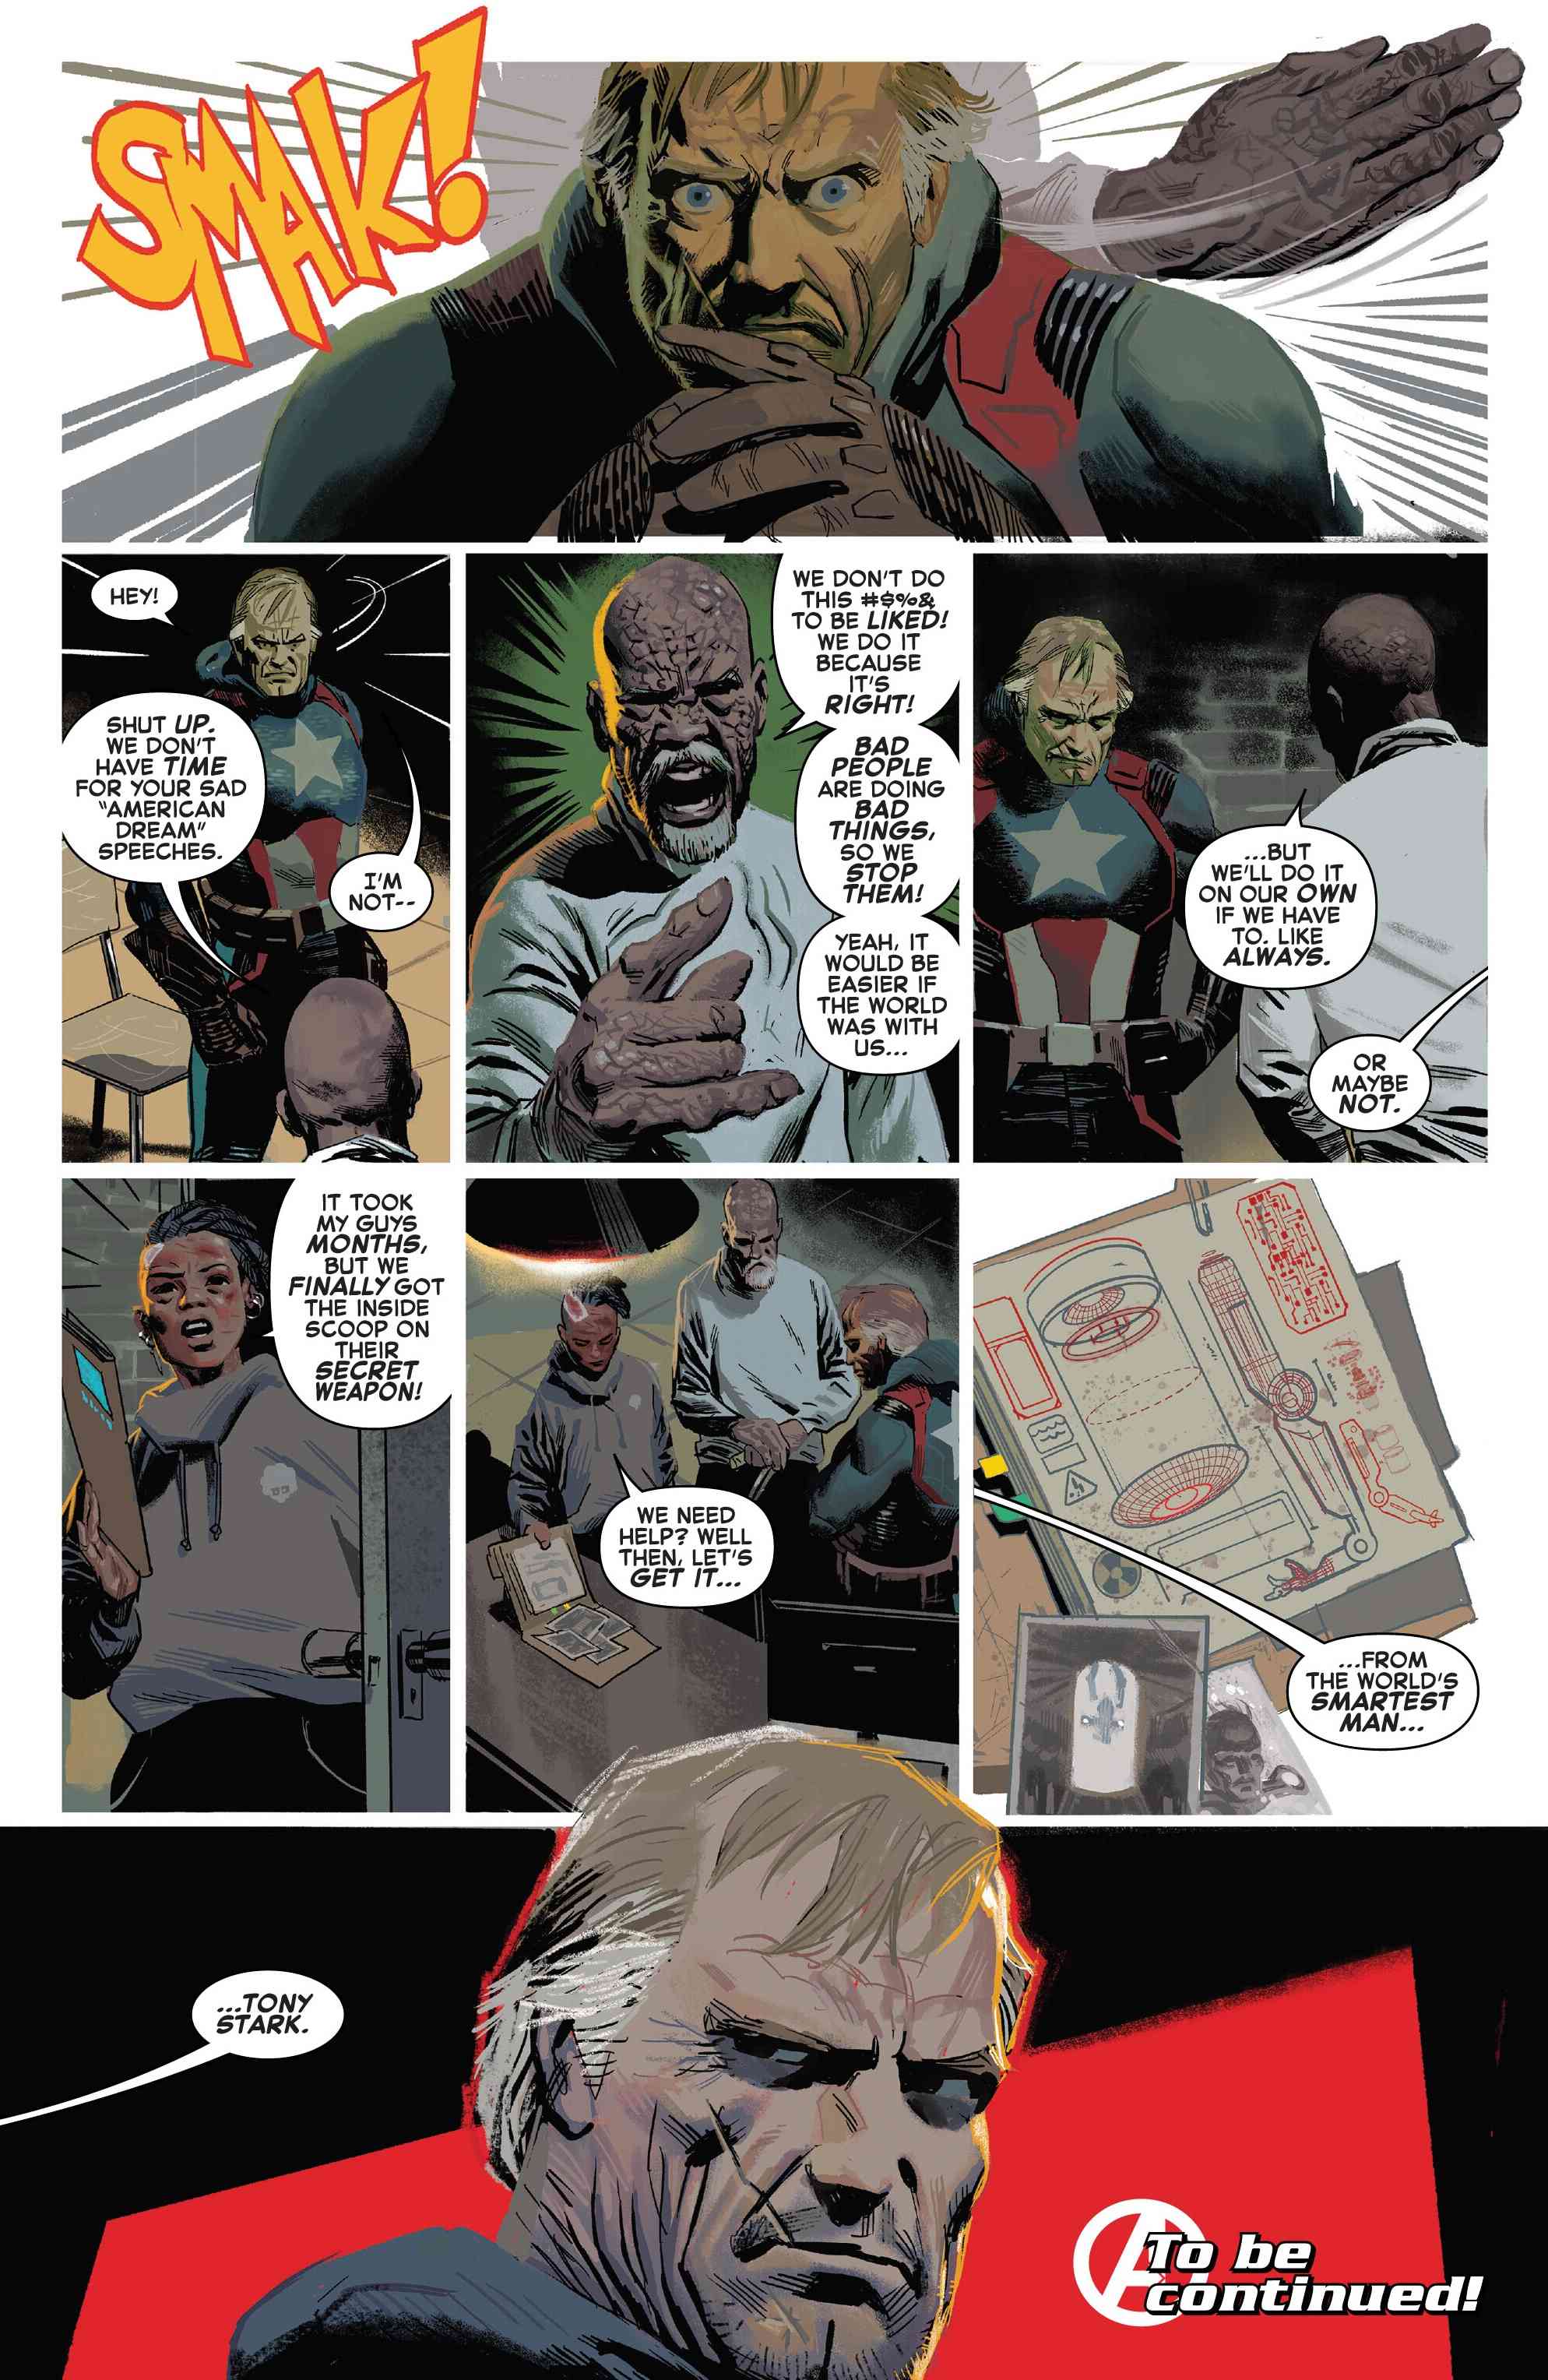 SMAK!
HEY!
SHUT UP.
WE DON'T
HAVE TIME
FOR YOUR SAD
"AMERICAN
DREAM"
SPEECHES.
I'M
NOT--
WE DON'T DO
THIS #$%&
TO BE LIKED!
WE DO IT
BECAUSE
IT'S
RIGHT!
BAD
PEOPLE
ARE DOING
BAD
THINGS,
SO WE
STOP
THEM!
YEAH, IT
WOULD BE
EASIER IF
THE WORLD
WAS WITH
US...
...BUT
WE'LL DO IT
ON OUR OWN
IF WE HAVE
TO. LIKE
ALWAYS.
OR
MAYBE
NOT.
IT TOOK
MY GUYS
MONTHS,
BUT WE
FINALLY GOT
THE INSIDE
SCOOP ON
THEIR
SECRET
WEAPON!
WE NEED
HELP? WELL
THEN, LET'S
GET IT...
...FROM
THE WORLD'S
SMARTEST
MAN...
...TONY
STARK.
To be
continued!